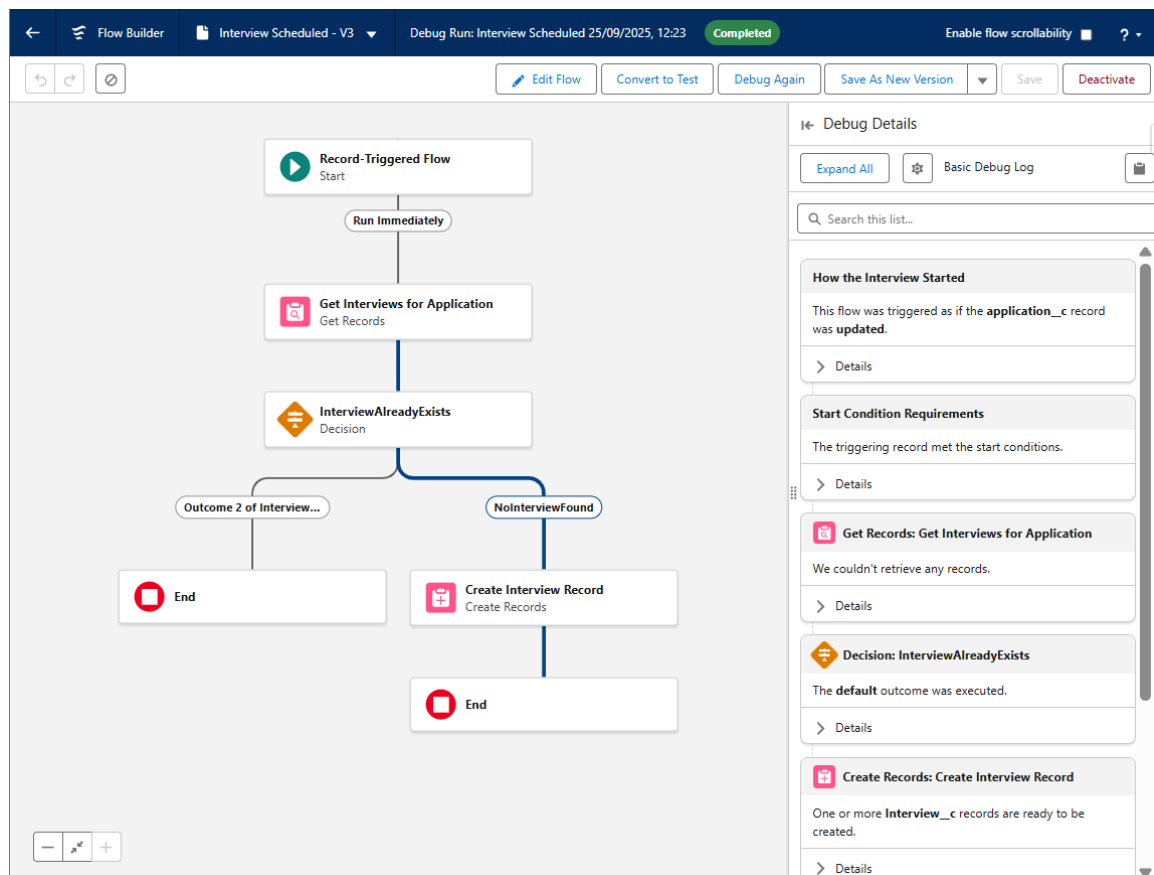 Flow Builder
Interview Scheduled - V3
Debug Run: Interview Scheduled 25/09/2025, 12:23
Completed
Enable flow scrollability
?
Edit Flow
Convert to Test
Debug Again
Save As New Version
Save
Deactivate
Record-Triggered Flow
Start
Run Immediately
Get Interviews for Application
Get Records
InterviewAlreadyExists
Decision
Outcome 2 of Interview...
NoInterviewFound
End
Create Interview Record
Create Records
End
Debug Details
Expand All
Basic Debug Log
Search this list...
How the Interview Started
This flow was triggered as if the application__c record
was updated.
Details
Start Condition Requirements
The triggering record met the start conditions.
Details
Get Records: Get Interviews for Application
We couldn't retrieve any records.
Details
Decision: InterviewAlreadyExists
The default outcome was executed.
Details
Create Records: Create Interview Record
One or more Interview__c records are ready to be
created.
Details